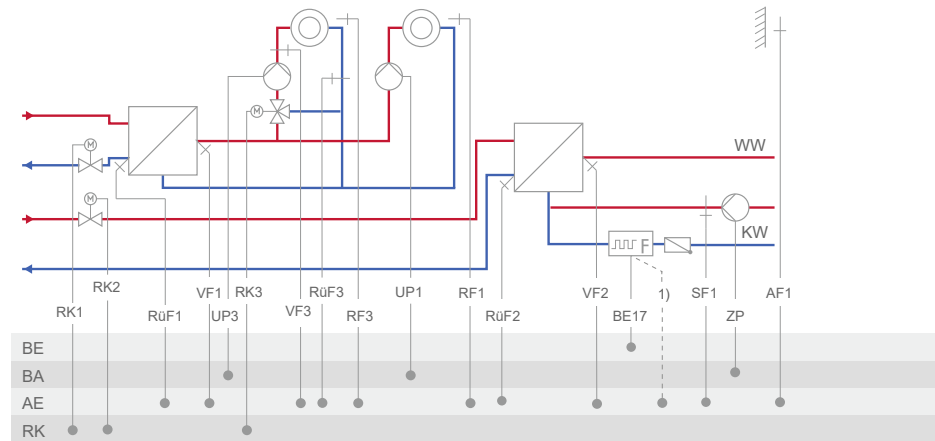 M
M
M
WW
F
KW
RK1
RK2
RüF1
VF1
UP3
RK3
VF3
RüF3
RF3
UP1
RF1
RüF2
VF2
BE17
1)
SF1
ZP
AF1
BE
BA
AE
RK